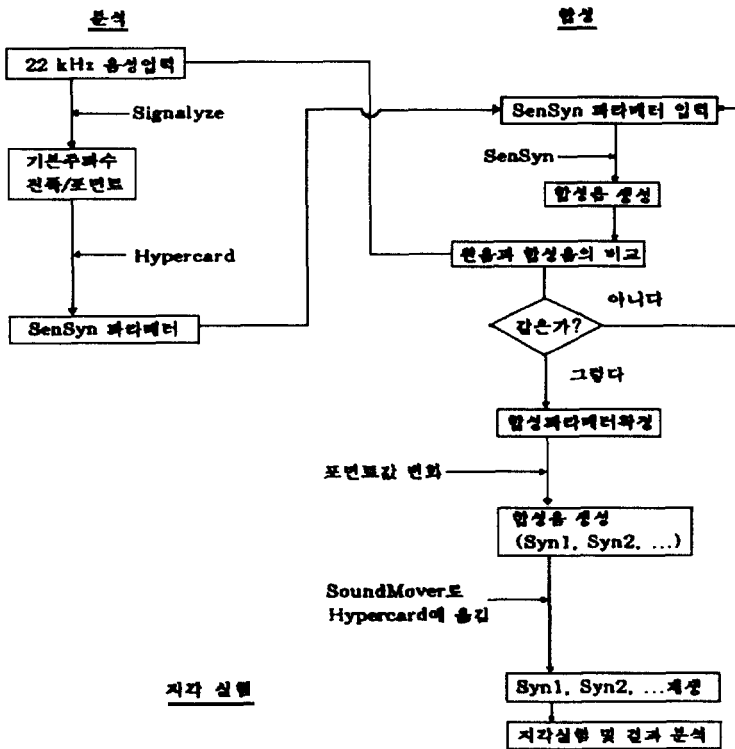 분석
22 kHz 음성입력
Signalyze
기본주파수
진폭/포먼트
Hypercard
SenSyn 파라메터
합성
SenSyn 파라메터 입력
SenSyn
합성음 생성
원음과 합성음의 비교
같은가?
아니다
그렇다
합성파라메터확정
포먼트값 변화
합성음 생성
(Syn1, Syn2, ...)
SoundMover로
Hypercard에 옮김
지각 실험
Syn1, Syn2, ...재생
지각실험 및 결과 분석